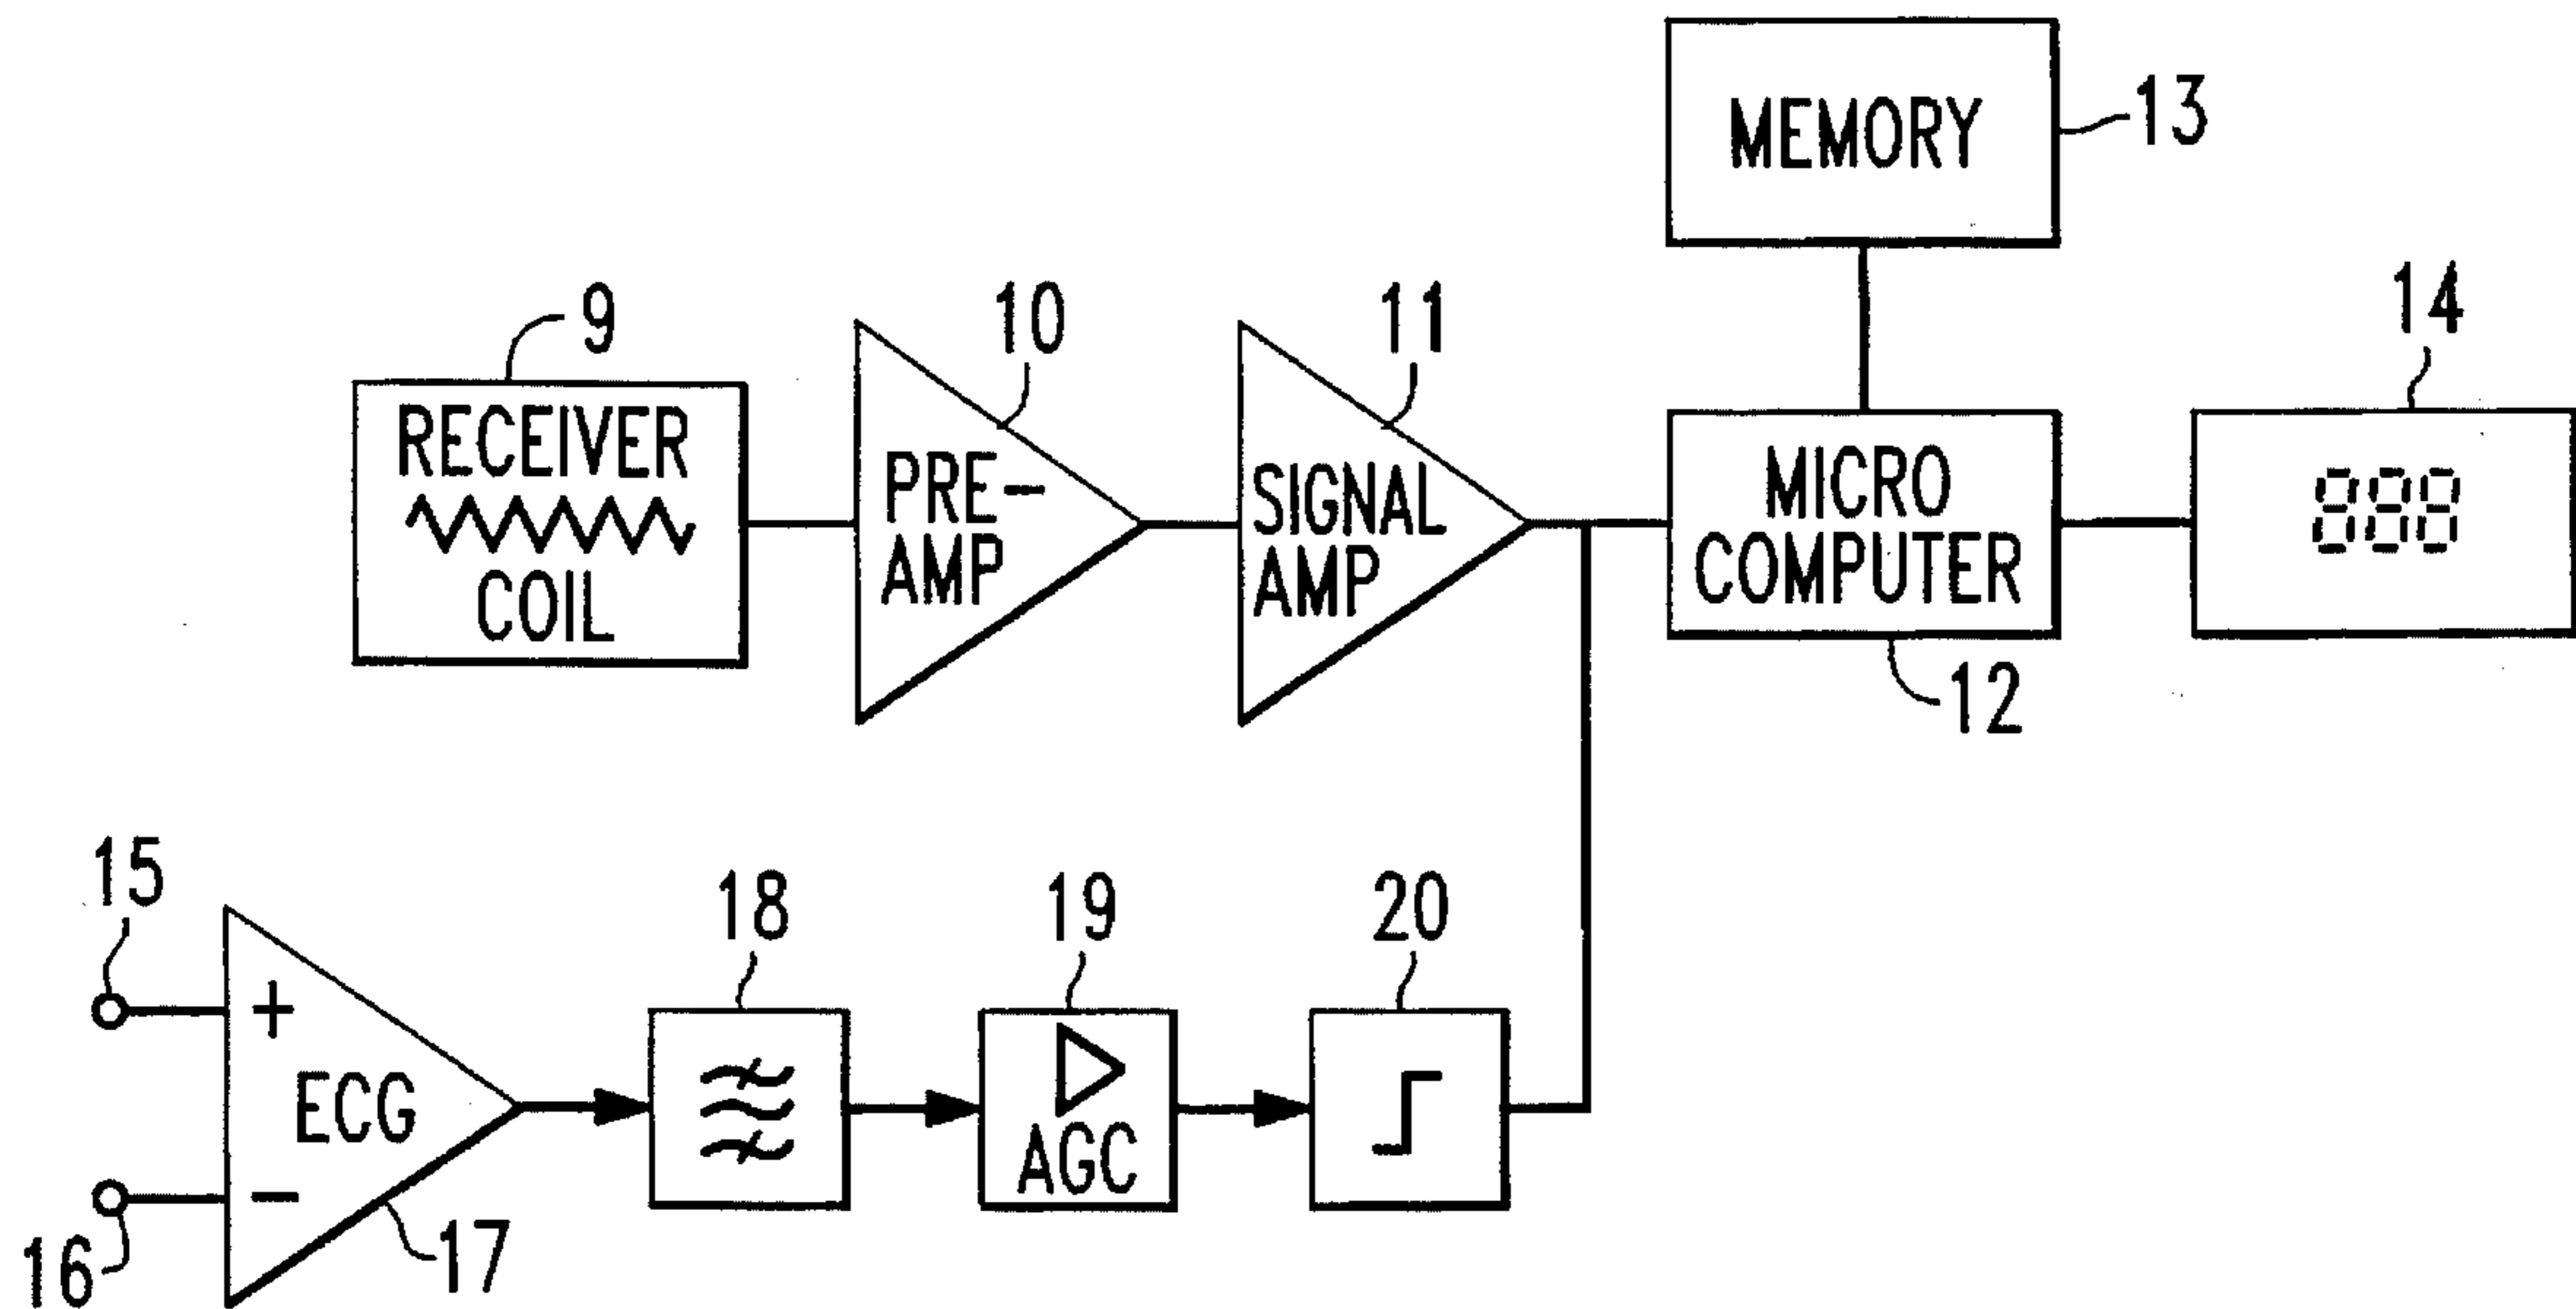 MEMORY
13
9
10
11
14
RECEIVER
COIL
PRE-
AMP
SIGNAL
AMP
MICRO
COMPUTER
888
12
15
18
19
20
+
ECG
-
AGC
16
17